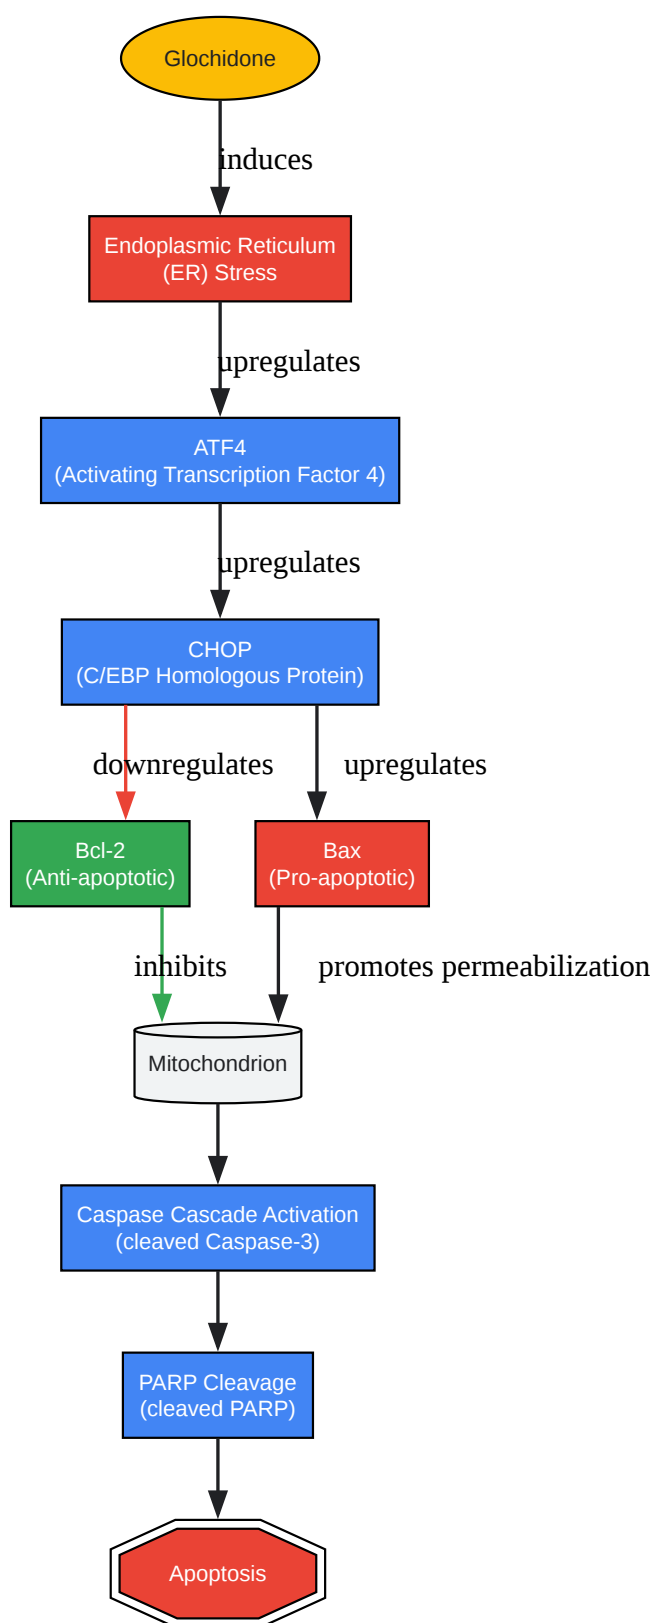 Glochidone
induces
Endoplasmic Reticulum
(ER) Stress
upregulates
ATF4
(Activating Transcription Factor 4)
upregulates
CHOP
(C/EBP Homologous Protein)
downregulates
upregulates
Bcl-2
(Anti-apoptotic)
Bax
(Pro-apoptotic)
inhibits
promotes permeabilization
Mitochondrion
Caspase Cascade Activation
(cleaved Caspase-3)
PARP Cleavage
(cleaved PARP)
Apoptosis